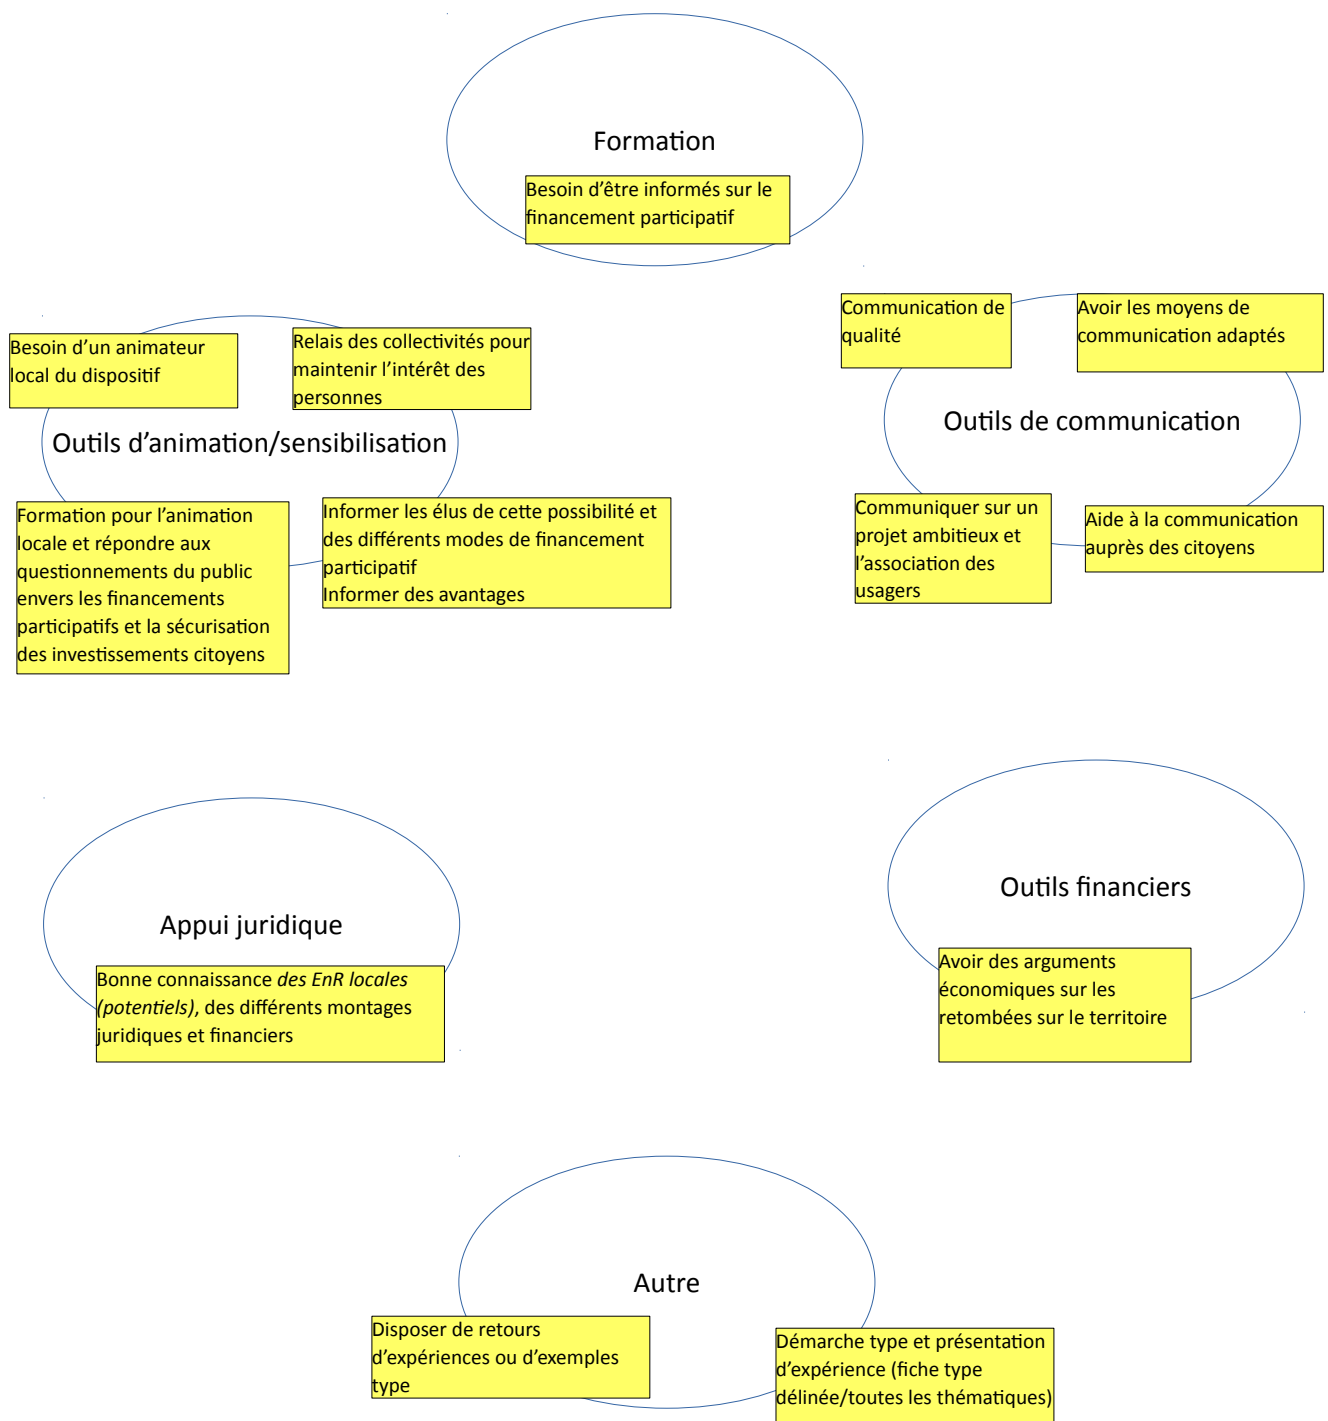 Formation
Besoin d’être informés sur le
financement participatif
Besoin d’un animateur
local du dispositif
Relais des collectivités pour
maintenir l’intérêt des
personnes
Outils d’animation/sensibilisation
Formation pour l’animation
locale et répondre aux
questionnements du public
envers les financements
participatifs et la sécurisation
des investissements citoyens
Informer les élus de cette possibilité et
des différents modes de financement
participatif
Informer des avantages
Communication de
qualité
Avoir les moyens de
communication adaptés
Outils de communication
Communiquer sur un
projet ambitieux et
l’association des
usagers
Aide à la communication
auprès des citoyens
Appui juridique
Bonne connaissance des EnR locales
(potentiels), des différents montages
juridiques et financiers
Outils financiers
Avoir des arguments
économiques sur les
retombées sur le territoire
Autre
Disposer de retours
d’expériences ou d’exemples
type
Démarche type et présentation
d’expérience (fiche type
délinée/toutes les thématiques)